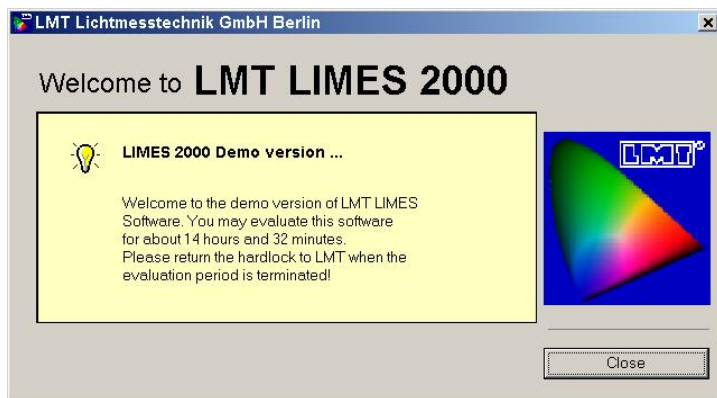 LMT Lichtmesstechnik GmbH Berlin
Welcome to LMT LIMES 2000
LIMES 2000 Demo version ...
LMT
Welcome to the demo version of LMT LIMES
Software. You may evaluate this software
for about 14 hours and 32 minutes.
Please return the hardlock to LMT when the
evaluation period is terminated!
Close